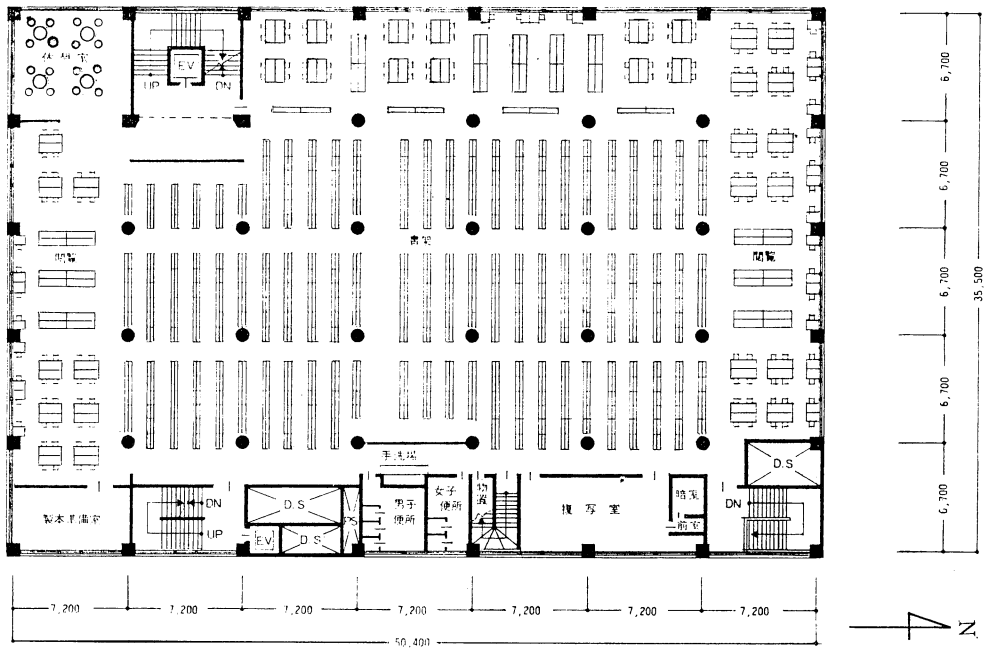 休憩室
EV
UP
DN
6,700
6,700
6,700
6,700
6,700
35,500
書架
閲覧
閲覧
手洗場
D.S
製本準備室
DN
UP
D.S
EV
D.S
PS
男子
便所
女子
便所
物置
複写室
暗室
前室
DN
7,200
7,200
7,200
7,200
7,200
7,200
7,200
50,400
N